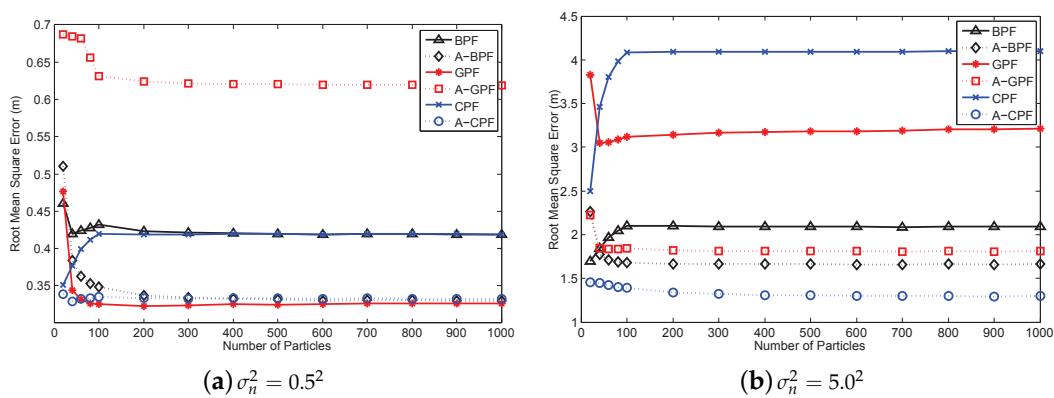 0.7
0.65
0.6
0.55
0.5
0.45
0.4
0.35
0 100 200 300 400 500 600 700 800 900 1000
Root Mean Square Error (m)
Number of Particles
BPF
A-BPF
GPF
A-GPF
CPF
A-CPF
(a) σ_n^2 = 0.5^2
4.5
4
3.5
3
2.5
2
1.5
1
0 100 200 300 400 500 600 700 800 900 1000
Root Mean Square Error (m)
Number of Particles
BPF
A-BPF
GPF
A-GPF
CPF
A-CPF
(b) σ_n^2 = 5.0^2